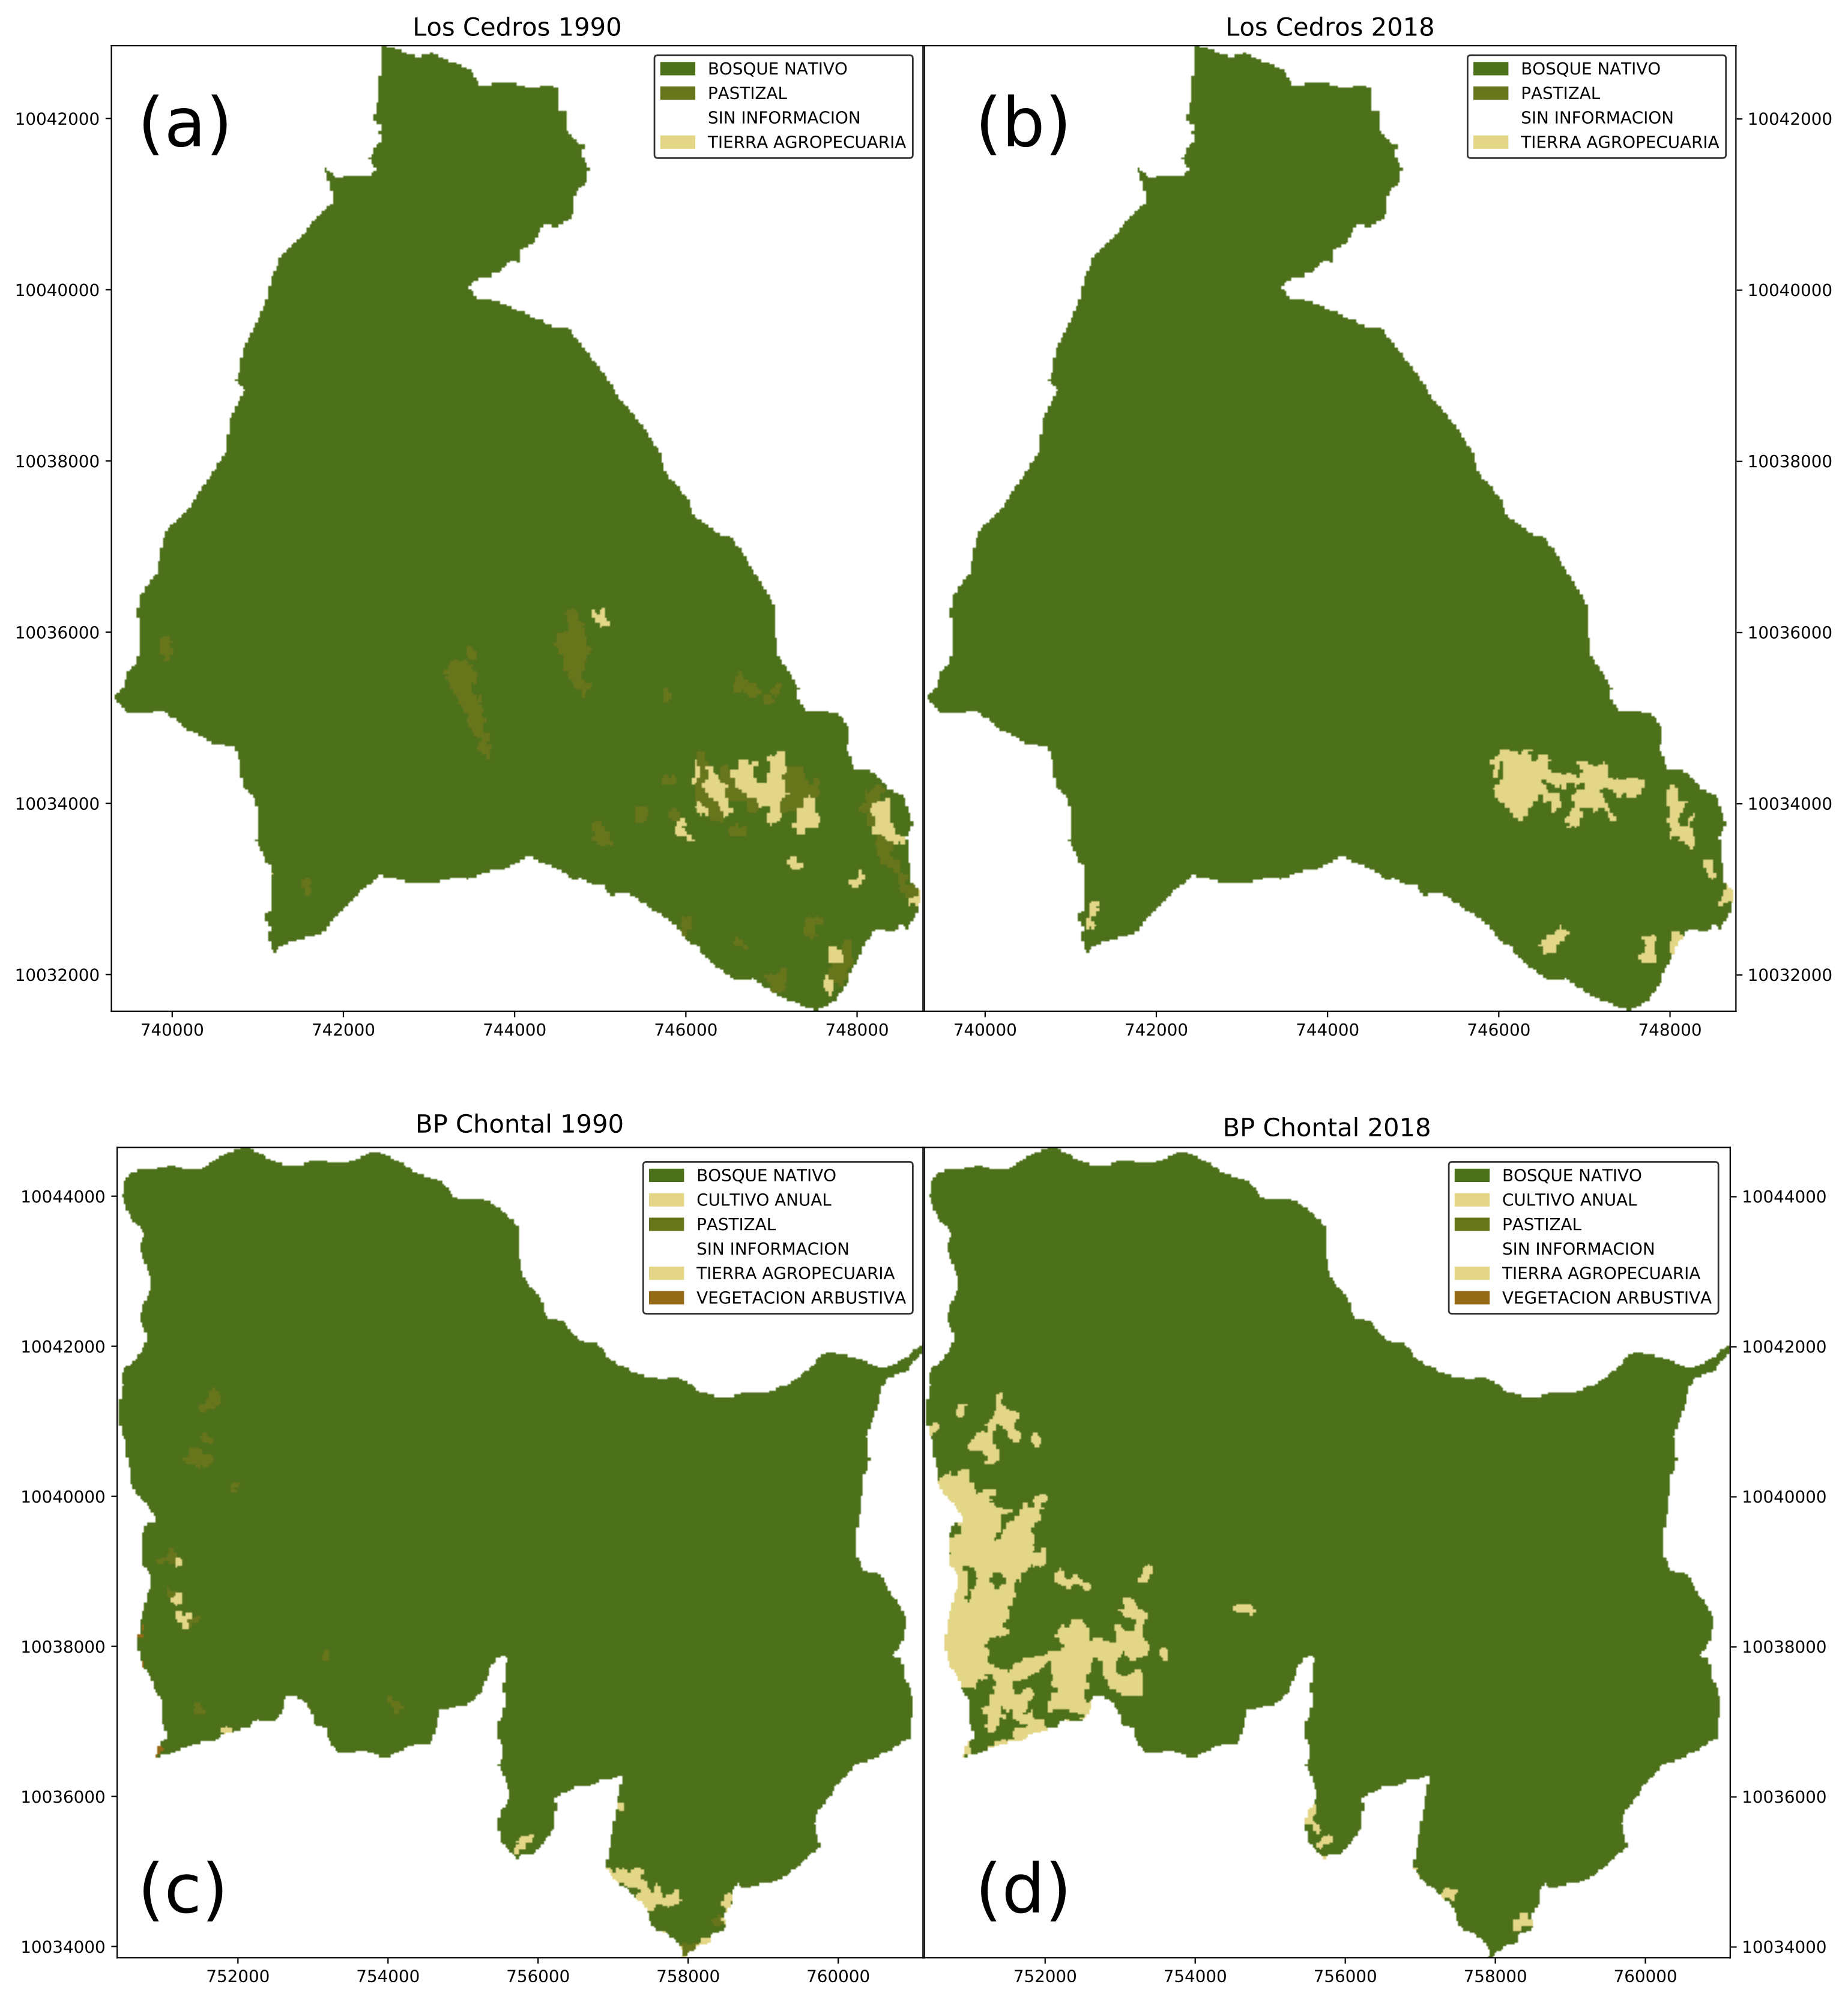 Los Cedros 1990
Los Cedros 2018
(a)
BOSQUE NATIVO
PASTIZAL
SIN INFORMACION
TIERRA AGROPECUARIA
(b)
BOSQUE NATIVO
PASTIZAL
SIN INFORMACION
TIERRA AGROPECUARIA
10042000
10040000
10038000
10036000
10034000
10032000
10042000
10040000
10038000
10036000
10034000
10032000
740000 742000 744000 746000 748000
740000 742000 744000 746000 748000
BP Chontal 1990
BP Chontal 2018
BOSQUE NATIVO
CULTIVO ANUAL
PASTIZAL
SIN INFORMACION
TIERRA AGROPECUARIA
VEGETACION ARBUSTIVA
BOSQUE NATIVO
CULTIVO ANUAL
PASTIZAL
SIN INFORMACION
TIERRA AGROPECUARIA
VEGETACION ARBUSTIVA
10044000
10042000
10040000
10038000
10036000
10034000
10044000
10042000
10040000
10038000
10036000
10034000
(c)
(d)
752000 754000 756000 758000 760000
752000 754000 756000 758000 760000